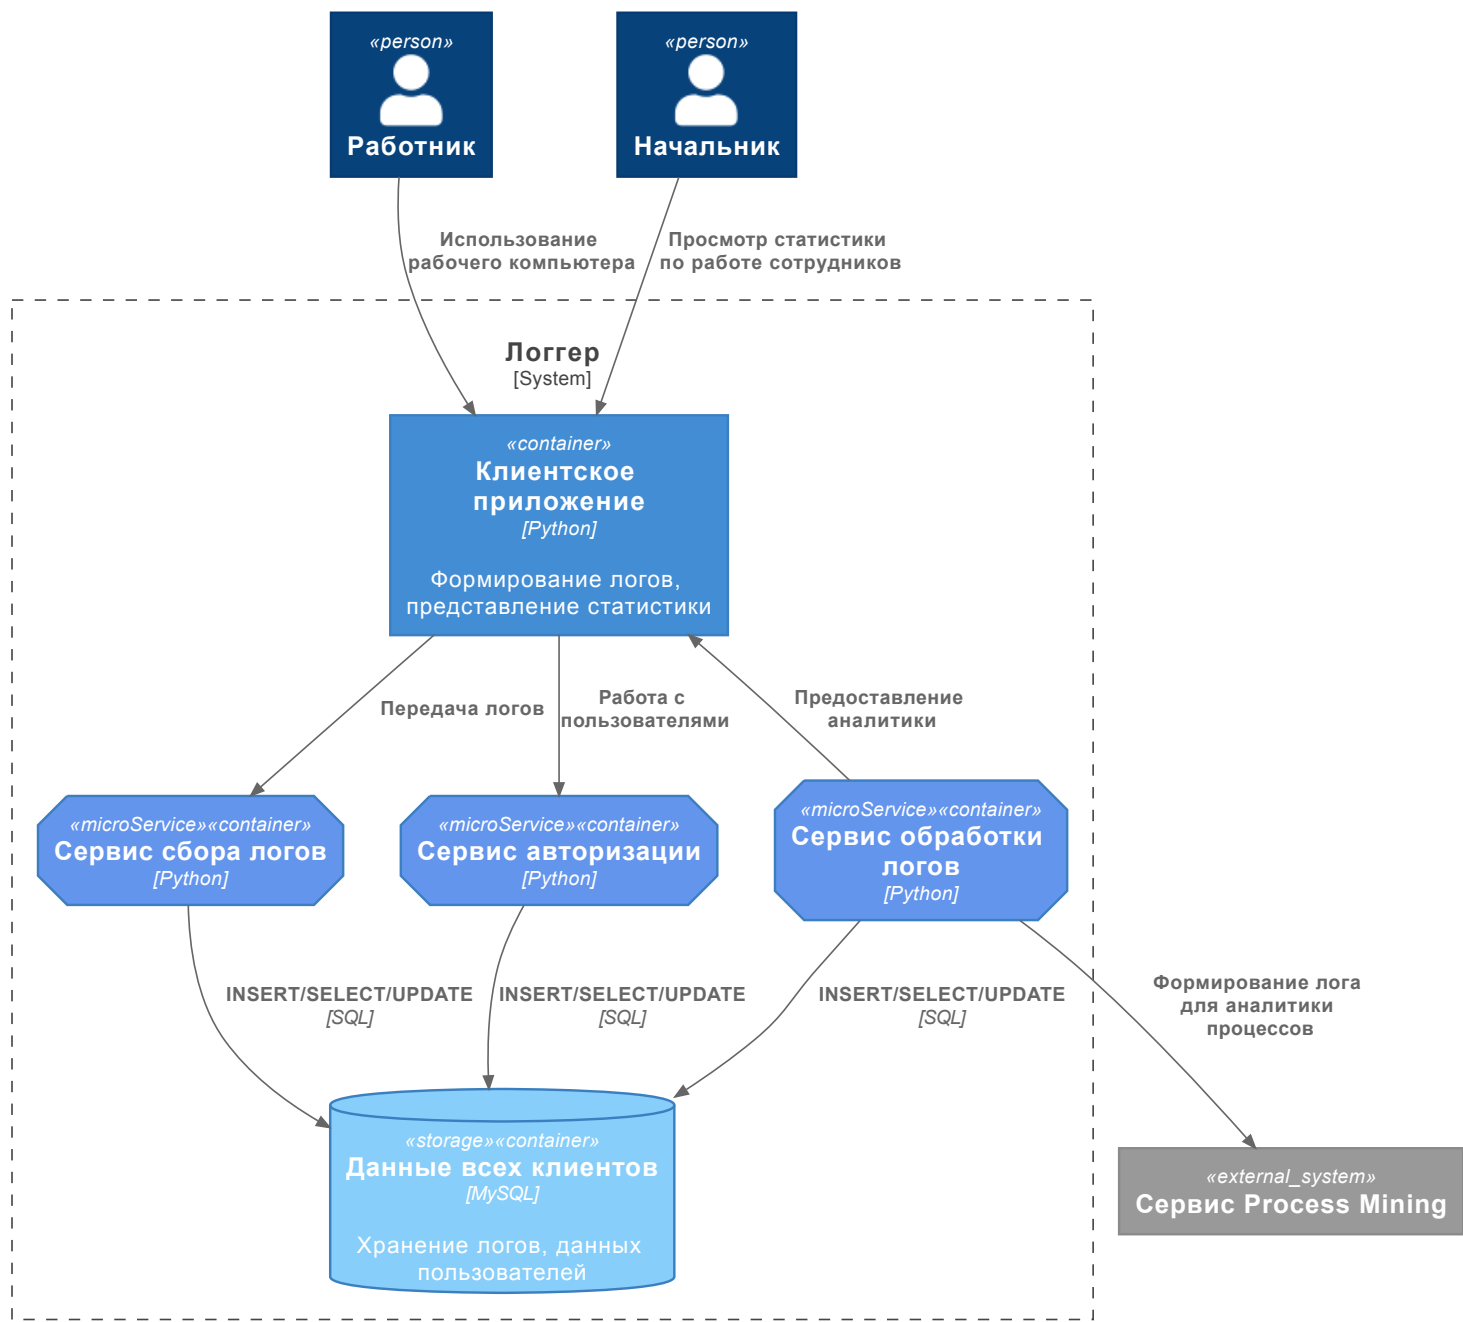 «person»
Работник
«person»
Начальник
Использование
рабочего компьютера
Просмотр статистики
по работе сотрудников
Логгер
[System]
«container»
Клиентское
приложение
[Python]
Формирование логов,
представление статистики
Передача логов
Работа с
пользователями
Предоставление
аналитики
«microService»«container»
Сервис сбора логов
[Python]
«microService»«container»
Сервис авторизации
[Python]
«microService»«container»
Сервис обработки
логов
[Python]
INSERT/SELECT/UPDATE
[SQL]
INSERT/SELECT/UPDATE
[SQL]
INSERT/SELECT/UPDATE
[SQL]
Формирование лога
для аналитики
процессов
«storage»«container»
Данные всех клиентов
[MySQL]
Хранение логов, данных
пользователей
«external_system»
Сервис Process Mining